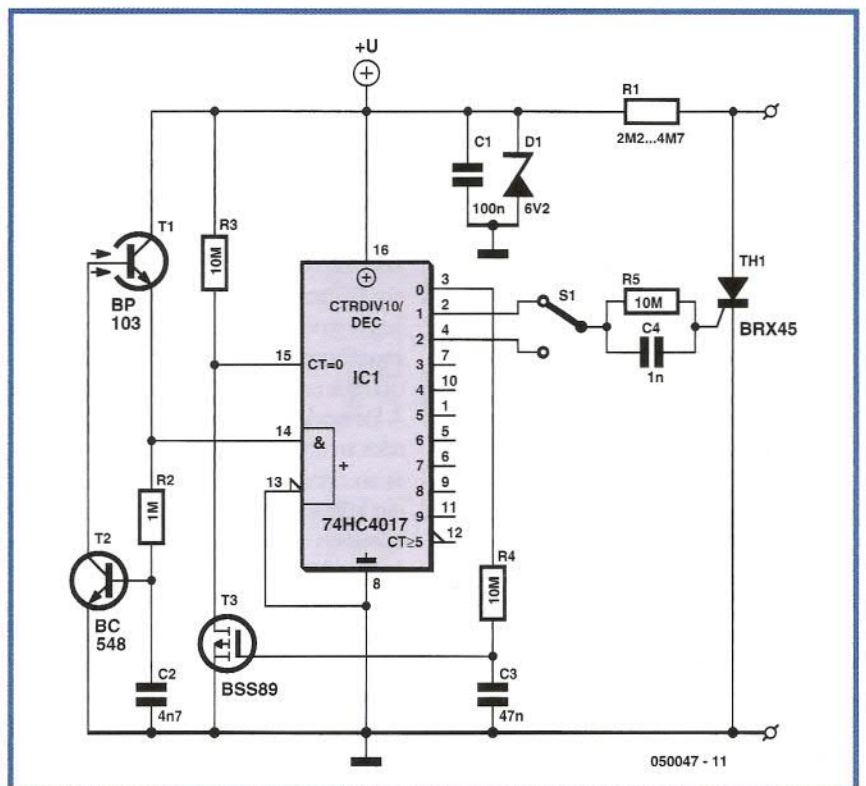 +U
R1
2M2...4M7
C1
100n
D1
6V2
T1
BP
103
R3
10M
16
CTRDIV10/
DEC
15
CT=0
IC1
14
&
+
13
74HC4017
8
0
1
2
3
4
5
6
7
8
9
CT≥5
3
2
4
7
10
1
5
6
9
11
12
S1
R5
10M
C4
1n
TH1
BRX45
R2
1M
T2
BC
548
T3
BSS89
C2
4n7
R4
10M
C3
47n
050047 - 11